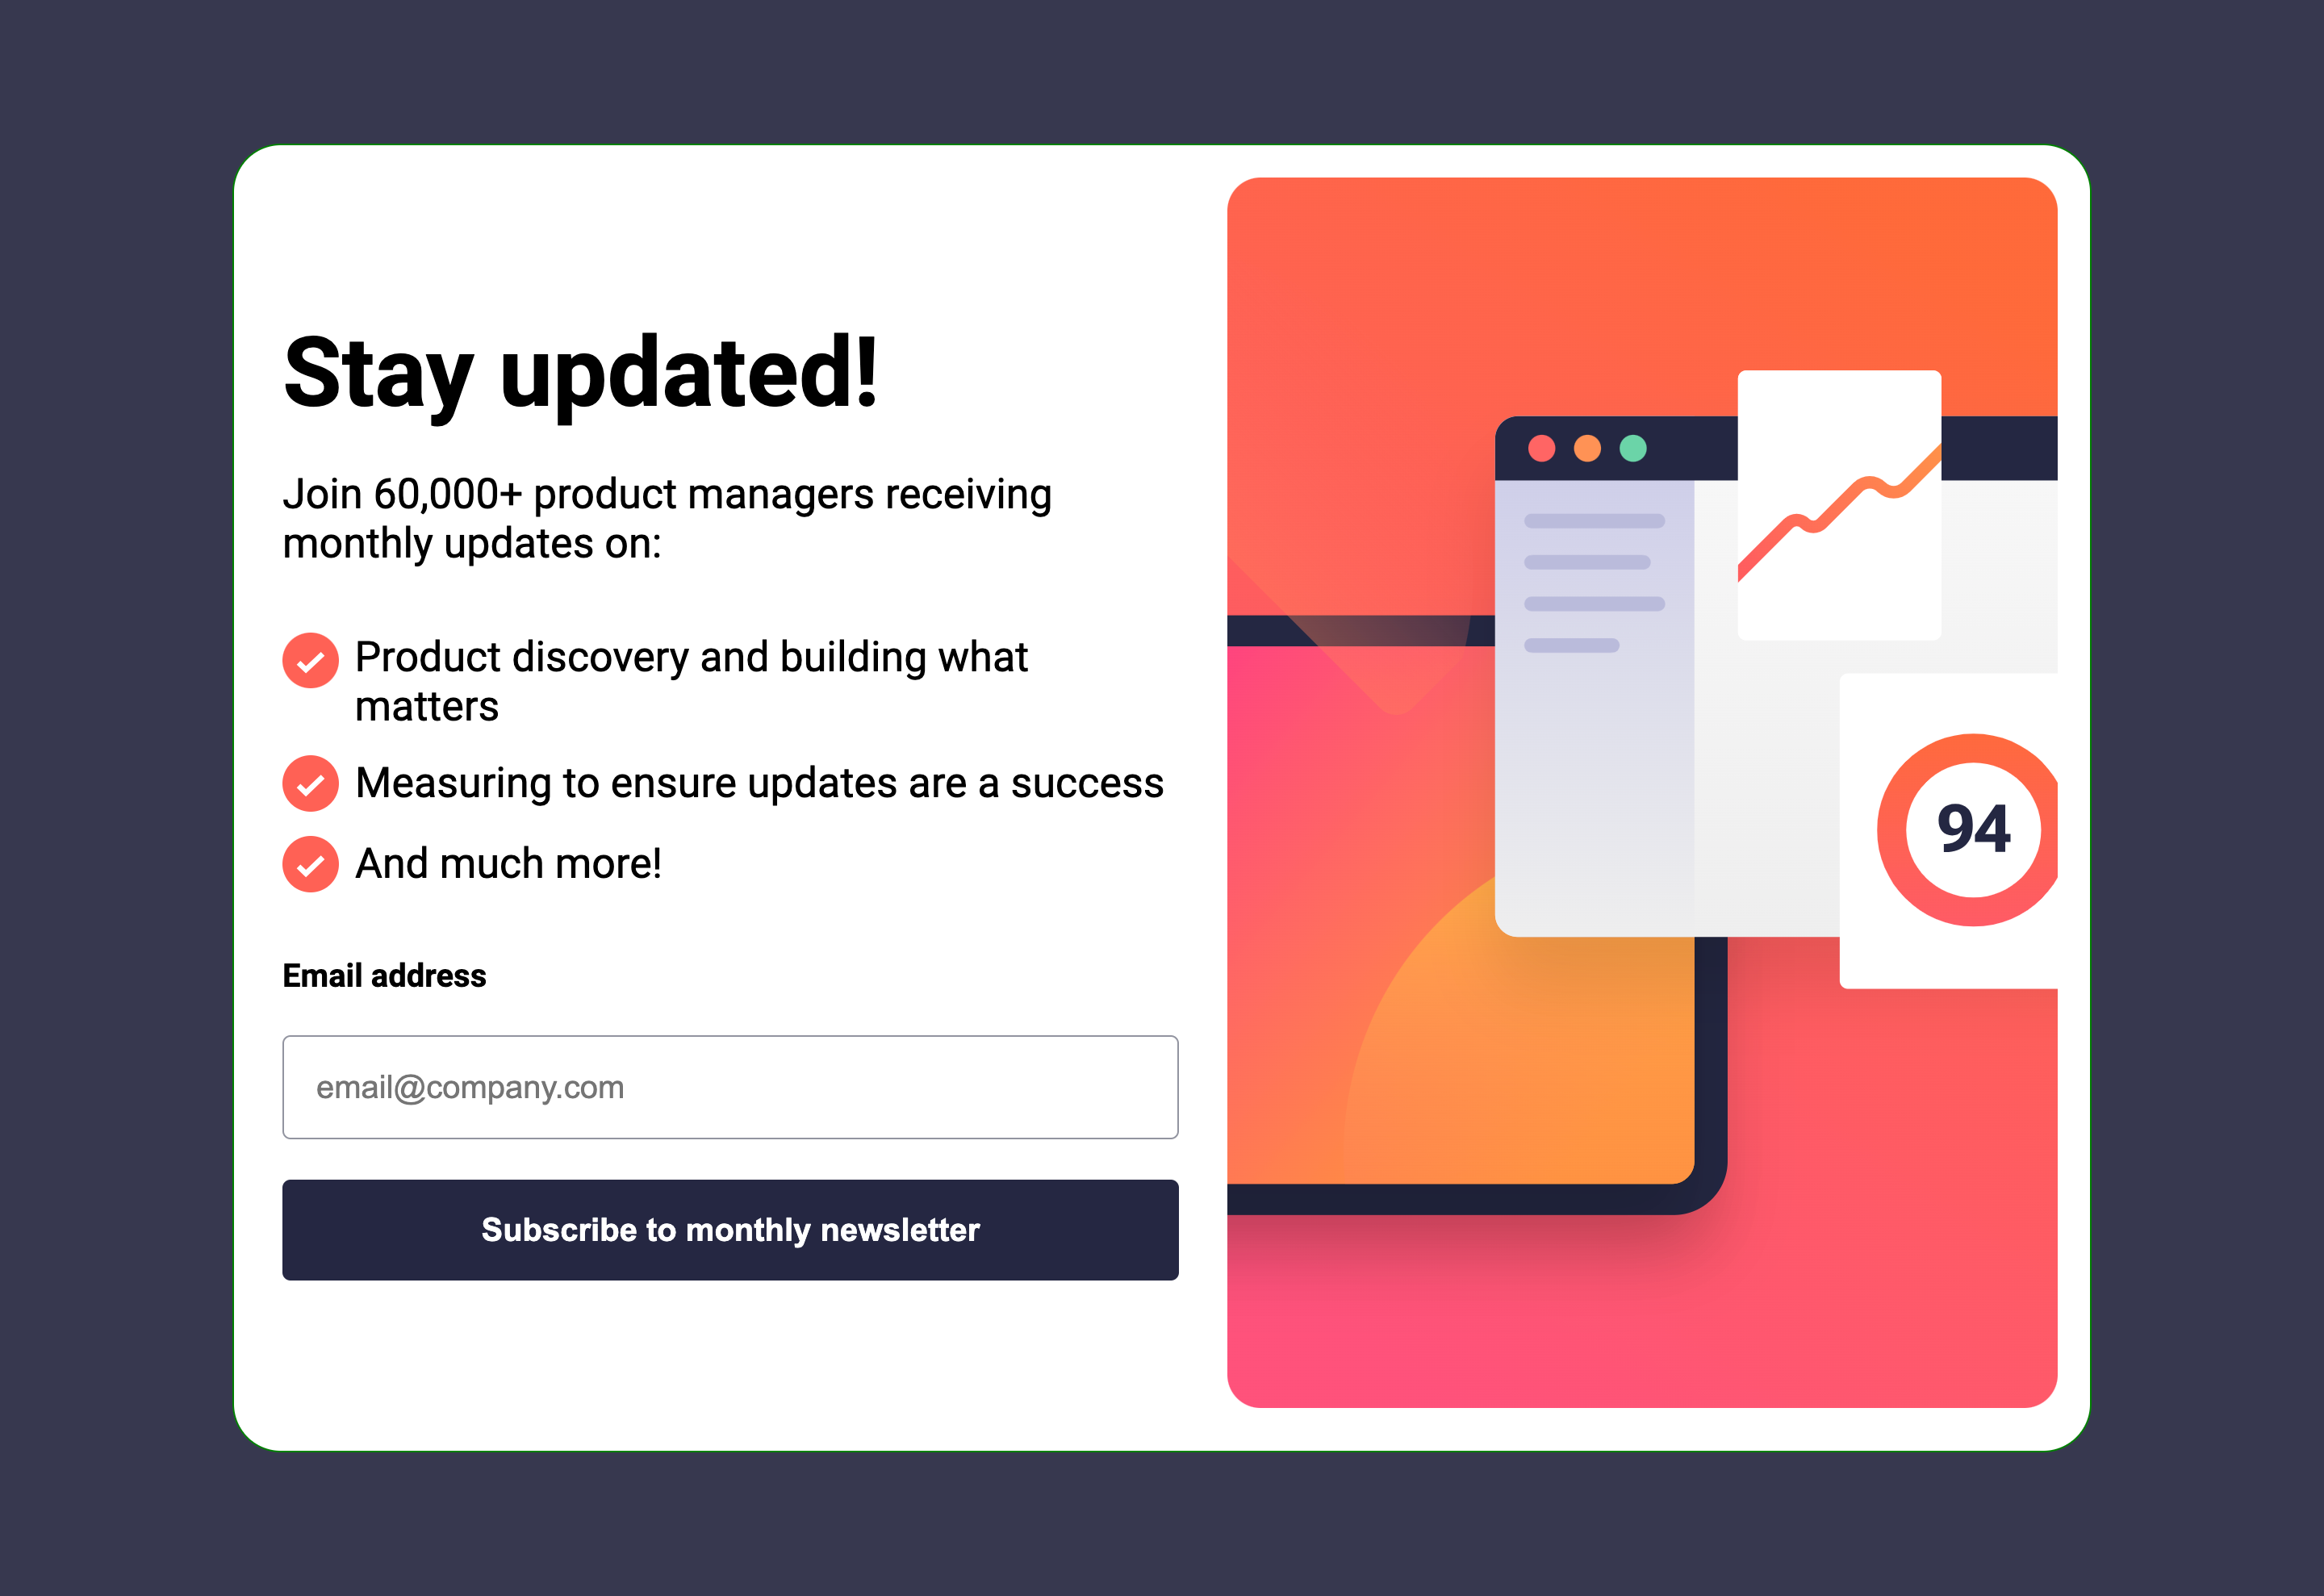 Stay updated!
Join 60,000+ product managers receiving
monthly updates on:
Product discovery and building what
matters
Measuring to ensure updates are a success
And much more!
Email address
email@company.com
Subscribe to monthly newsletter
94